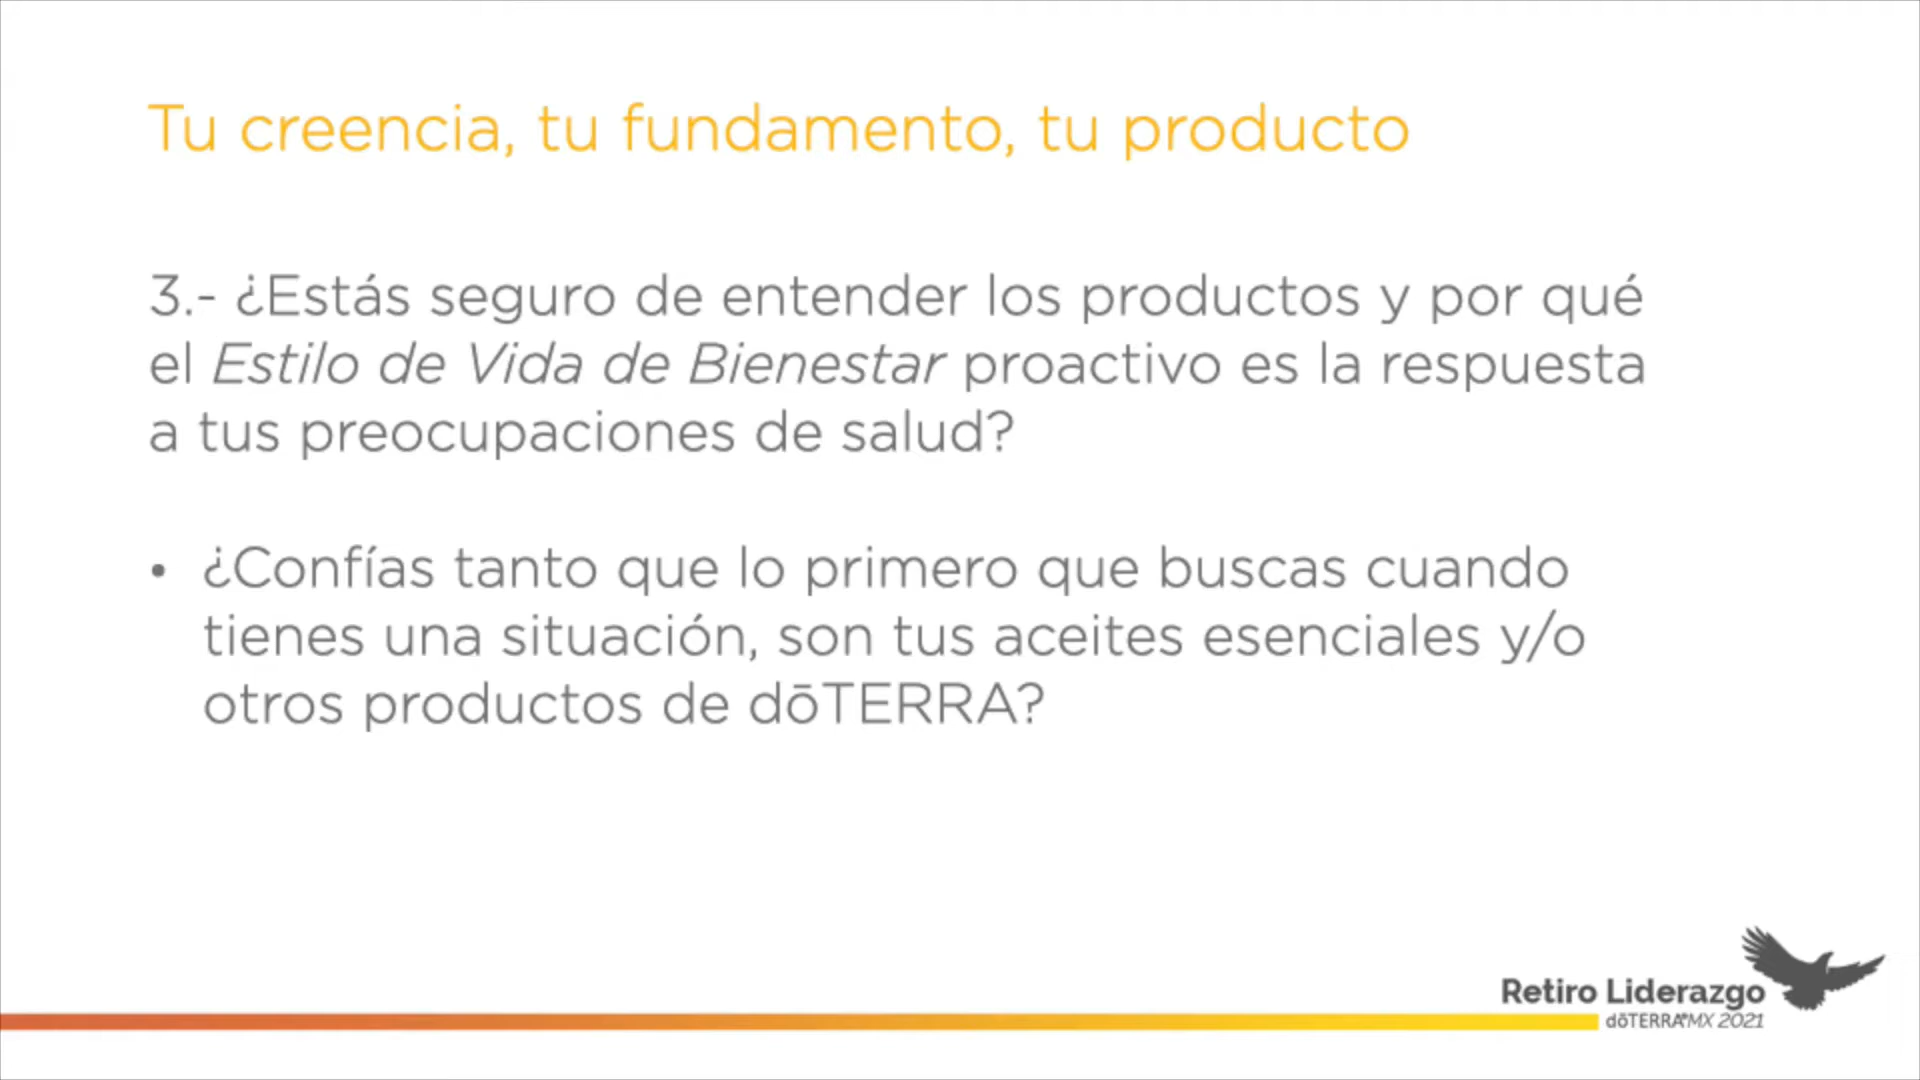 Tu creencia, tu fundamento, tu producto
3.- ¿Estás seguro de entender los productos y por qué
el Estilo de Vida de Bienestar proactivo es la respuesta
a tus preocupaciones de salud?
• ¿Confías tanto que lo primero que buscas cuando
tienes una situación, son tus aceites esenciales y/o
otros productos de dōTERRA?
Retiro Liderazgo
dōTERRA®MX 2021